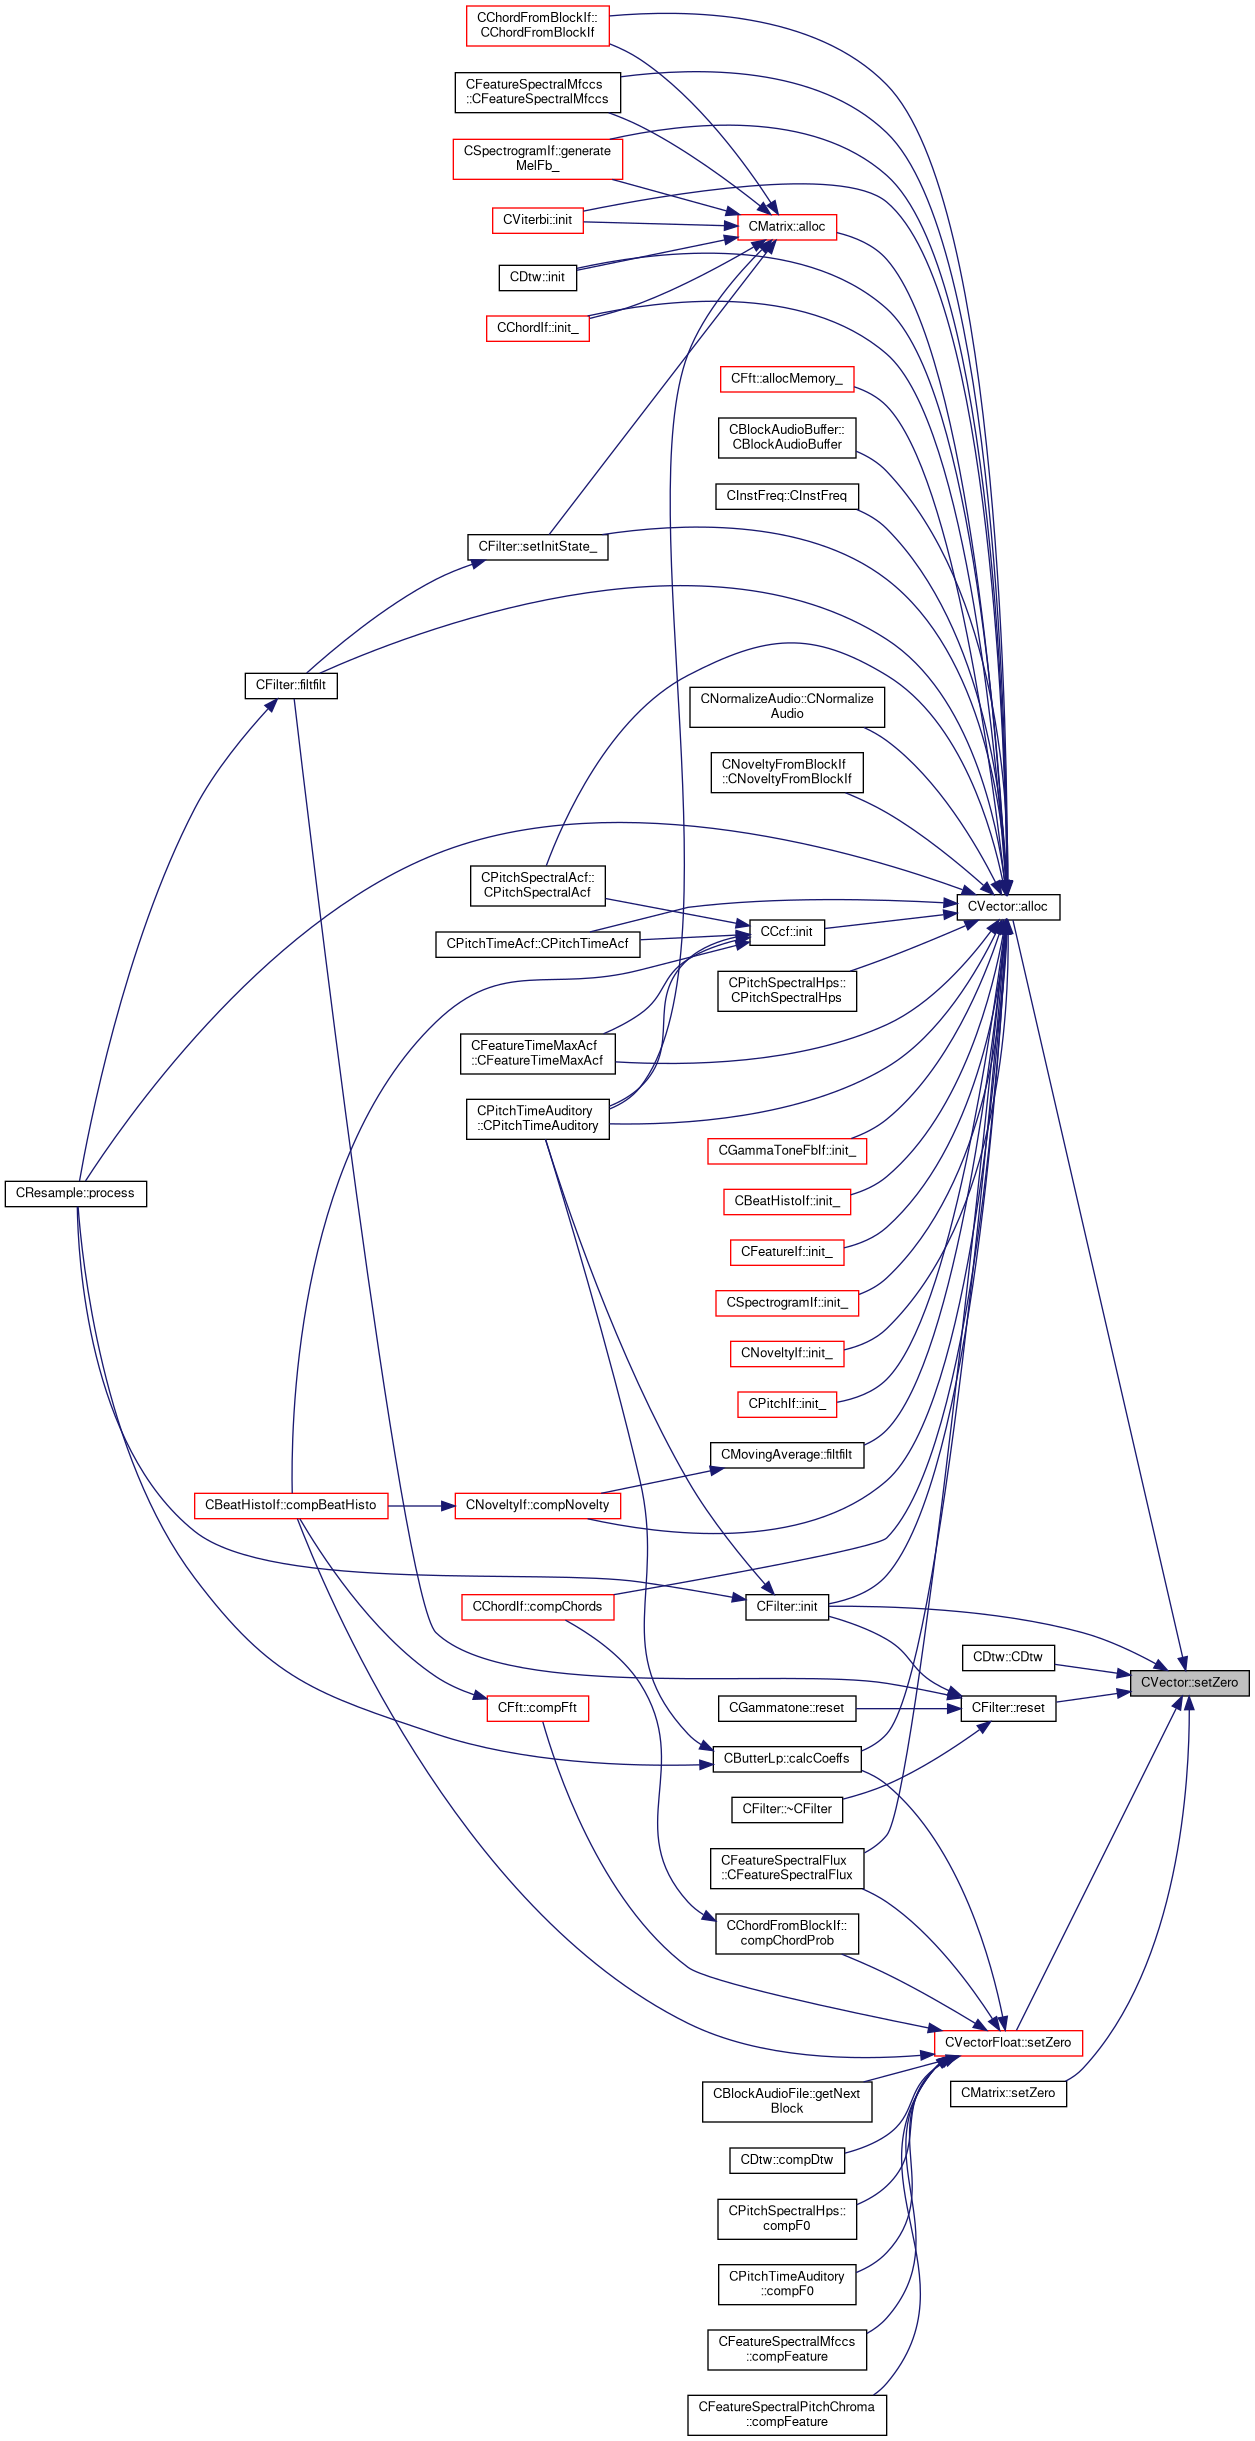 CChordFromBlockIf::
CChordFromBlockIf
CFeatureSpectralMfccs
::CFeatureSpectralMfccs
CSpectrogramIf::generate
MelFb_
CViterbi::init
CMatrix::alloc
CDtw::init
CChordIf::init_
CFft::allocMemory_
CBlockAudioBuffer::
CBlockAudioBuffer
CInstFreq::CInstFreq
CFilter::setInitState_
CFilter::filtfilt
CNormalizeAudio::CNormalize
Audio
CNoveltyFromBlockIf
::CNoveltyFromBlockIf
CPitchSpectralAcf::
CPitchSpectralAcf
CVector::alloc
CCcf::init
CPitchTimeAcf::CPitchTimeAcf
CPitchSpectralHps::
CPitchSpectralHps
CFeatureTimeMaxAcf
::CFeatureTimeMaxAcf
CPitchTimeAuditory
::CPitchTimeAuditory
CGammaToneFbIf::init_
CResample::process
CBeatHistoIf::init_
CFeatureIf::init_
CSpectrogramIf::init_
CNoveltyIf::init_
CPitchIf::init_
CMovingAverage::filtfilt
CBeatHistoIf::compBeatHisto
CNoveltyIf::compNovelty
CChordIf::compChords
CFilter::init
CDtw::CDtw
CVector::setZero
CFft::compFft
CGammatone::reset
CFilter::reset
CButterLp::calcCoeffs
CFilter::~CFilter
CFeatureSpectralFlux
::CFeatureSpectralFlux
CChordFromBlockIf::
compChordProb
CVectorFloat::setZero
CBlockAudioFile::getNext
Block
CMatrix::setZero
CDtw::compDtw
CPitchSpectralHps::
compF0
CPitchTimeAuditory
::compF0
CFeatureSpectralMfccs
::compFeature
CFeatureSpectralPitchChroma
::compFeature